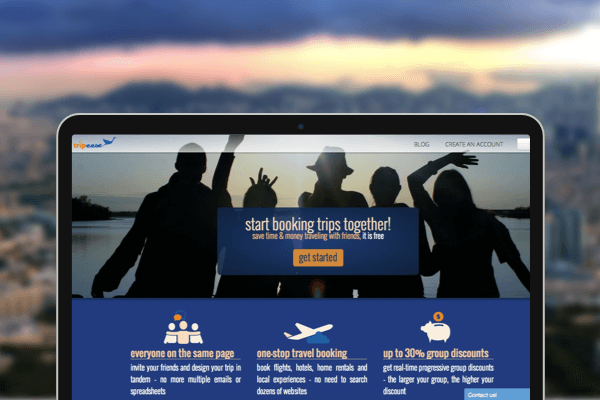 tripease
BLOG
CREATE AN ACCOUNT
start booking trips together!
save time & money traveling with friends, it is free
get started
everyone on the same page
one-stop travel booking
up to 30% group discounts
invite your friends and design your trip in
tandem - no more multiple emails or
spreadsheets
book flights, hotels, home rentals and
local experiences - no need to search
dozens of websites
get real-time progressive group discounts
- the larger your group, the higher your
discount
Contact us!